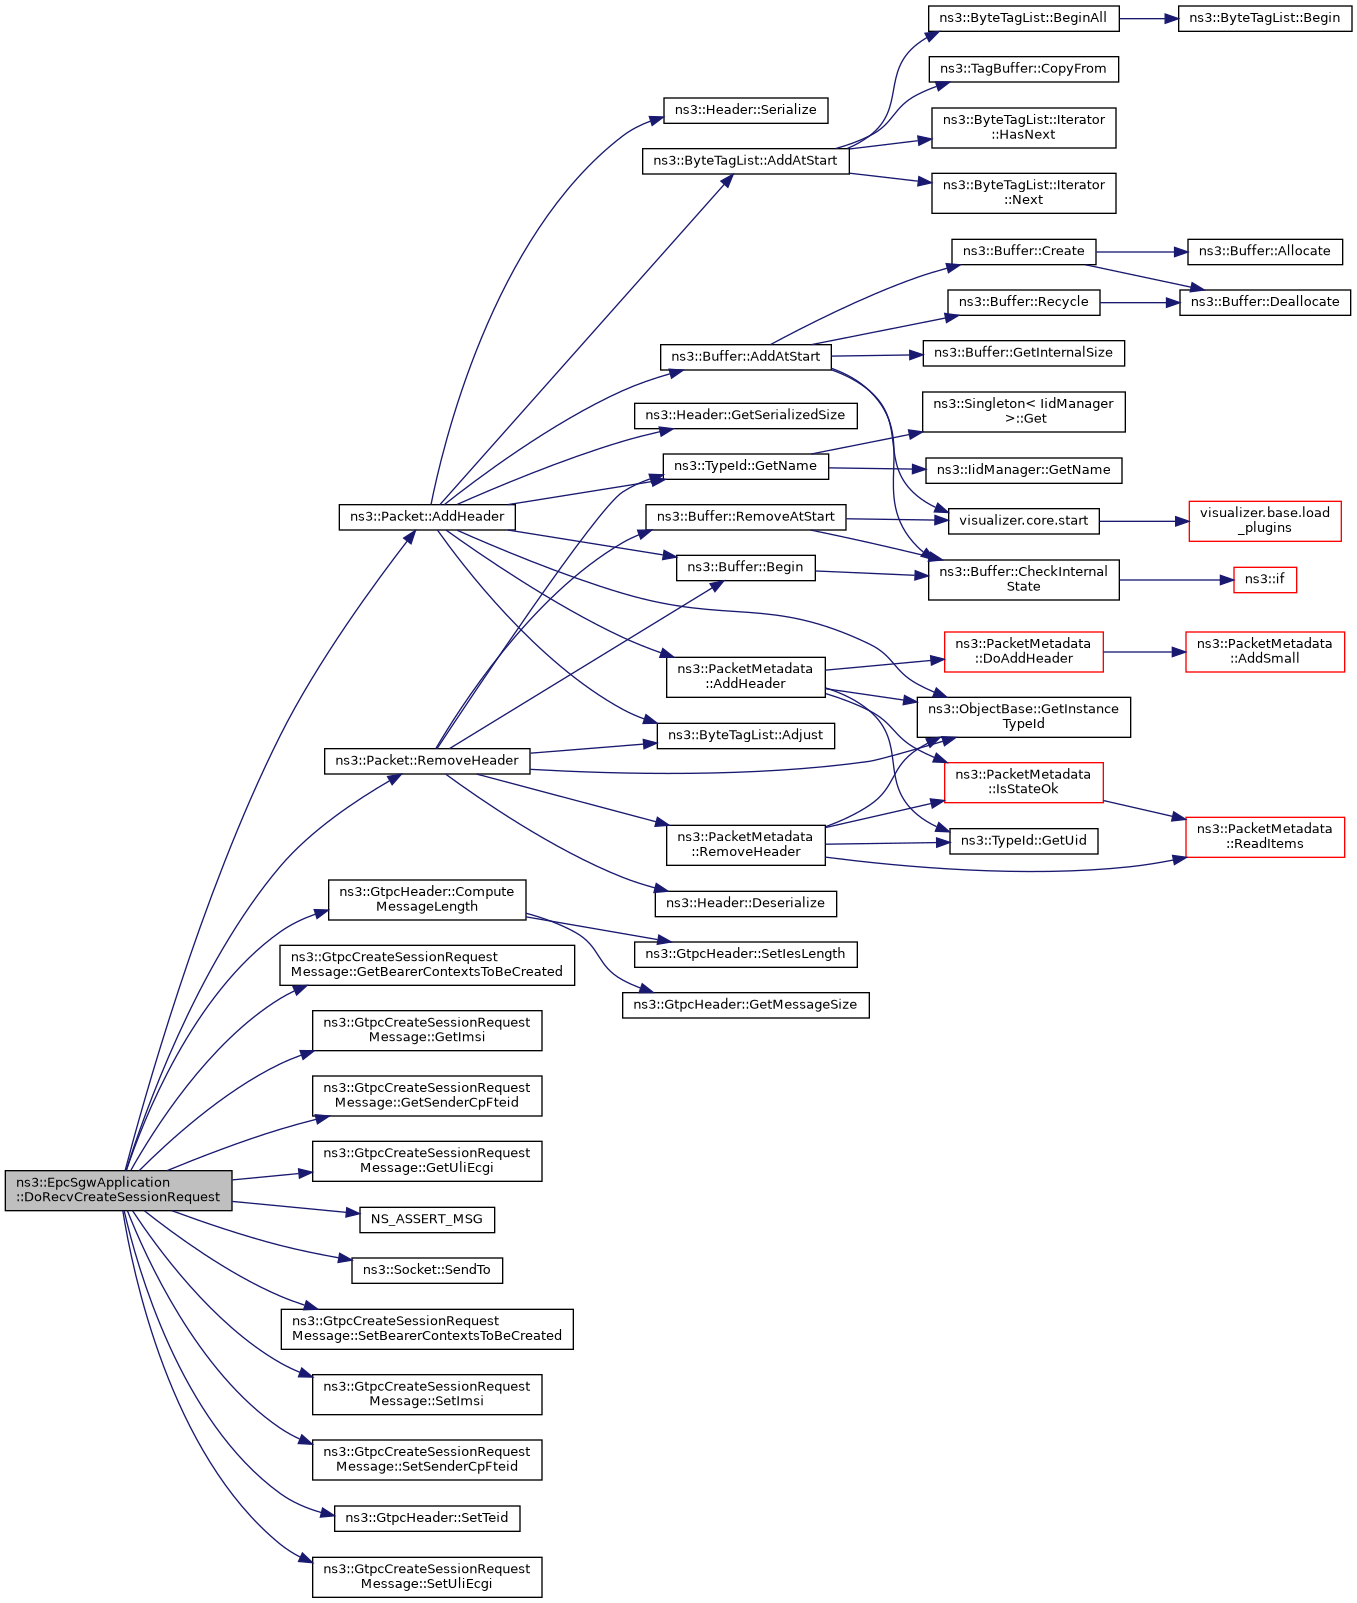 ns3::ByteTagList::BeginAll
ns3::ByteTagList::Begin
ns3::TagBuffer::CopyFrom
ns3::Header::Serialize
ns3::ByteTagList::Iterator
::HasNext
ns3::ByteTagList::AddAtStart
ns3::ByteTagList::Iterator
::Next
ns3::Buffer::Create
ns3::Buffer::Allocate
ns3::Buffer::Recycle
ns3::Buffer::Deallocate
ns3::Buffer::AddAtStart
ns3::Buffer::GetInternalSize
ns3::Header::GetSerializedSize
ns3::Singleton< IidManager
>::Get
ns3::TypeId::GetName
ns3::IidManager::GetName
ns3::Packet::AddHeader
ns3::Buffer::RemoveAtStart
visualizer.core.start
visualizer.base.load
_plugins
ns3::Buffer::Begin
ns3::Buffer::CheckInternal
State
ns3::if
ns3::PacketMetadata
::DoAddHeader
ns3::PacketMetadata
::AddSmall
ns3::PacketMetadata
::AddHeader
ns3::ObjectBase::GetInstance
TypeId
ns3::ByteTagList::Adjust
ns3::Packet::RemoveHeader
ns3::PacketMetadata
::IsStateOk
ns3::PacketMetadata
::RemoveHeader
ns3::TypeId::GetUid
ns3::PacketMetadata
::ReadItems
ns3::GtpcHeader::Compute
MessageLength
ns3::Header::Deserialize
ns3::GtpcHeader::SetIesLength
ns3::GtpcCreateSessionRequest
Message::GetBearerContextsToBeCreated
ns3::GtpcHeader::GetMessageSize
ns3::GtpcCreateSessionRequest
Message::GetImsi
ns3::GtpcCreateSessionRequest
Message::GetSenderCpFteid
ns3::GtpcCreateSessionRequest
Message::GetUliEcgi
ns3::EpcSgwApplication
::DoRecvCreateSessionRequest
NS_ASSERT_MSG
ns3::Socket::SendTo
ns3::GtpcCreateSessionRequest
Message::SetBearerContextsToBeCreated
ns3::GtpcCreateSessionRequest
Message::SetImsi
ns3::GtpcCreateSessionRequest
Message::SetSenderCpFteid
ns3::GtpcHeader::SetTeid
ns3::GtpcCreateSessionRequest
Message::SetUliEcgi